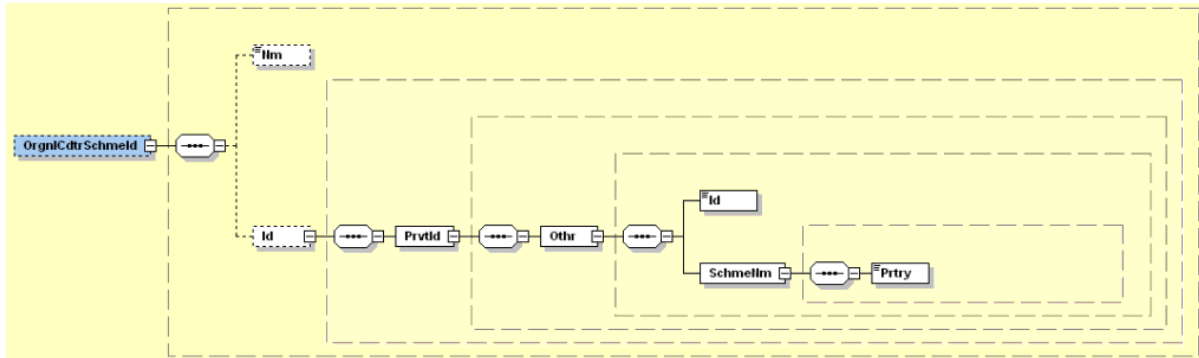 Nm
OrgnlCdtrSchmeId
Id
Id
PrvtId
Othr
SchmeNm
Prtry